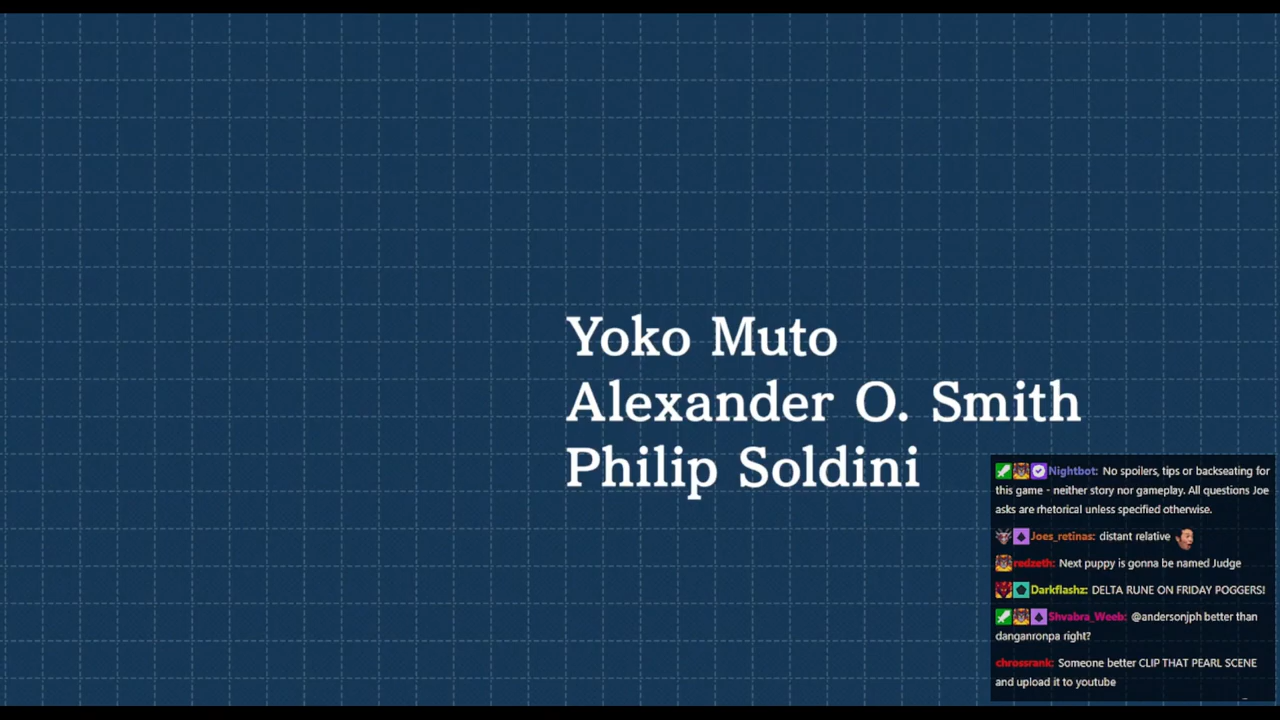 Yoko Muto
Alexander O. Smith
Philip Soldini
Nightbot: No spoilers, tips or backseating for
this game - neither story nor gameplay. All questions Joe
asks are rhetorical unless specified otherwise.
Joes_retinas: distant relative
redzeth: Next puppy is gonna be named Judge
Darkflashz: DELTA RUNE ON FRIDAY POGGERS!
Shvabra_Weeb: @andersonjph better than
danganronpa right?
chrossrank: Someone better CLIP THAT PEARL SCENE
and upload it to youtube